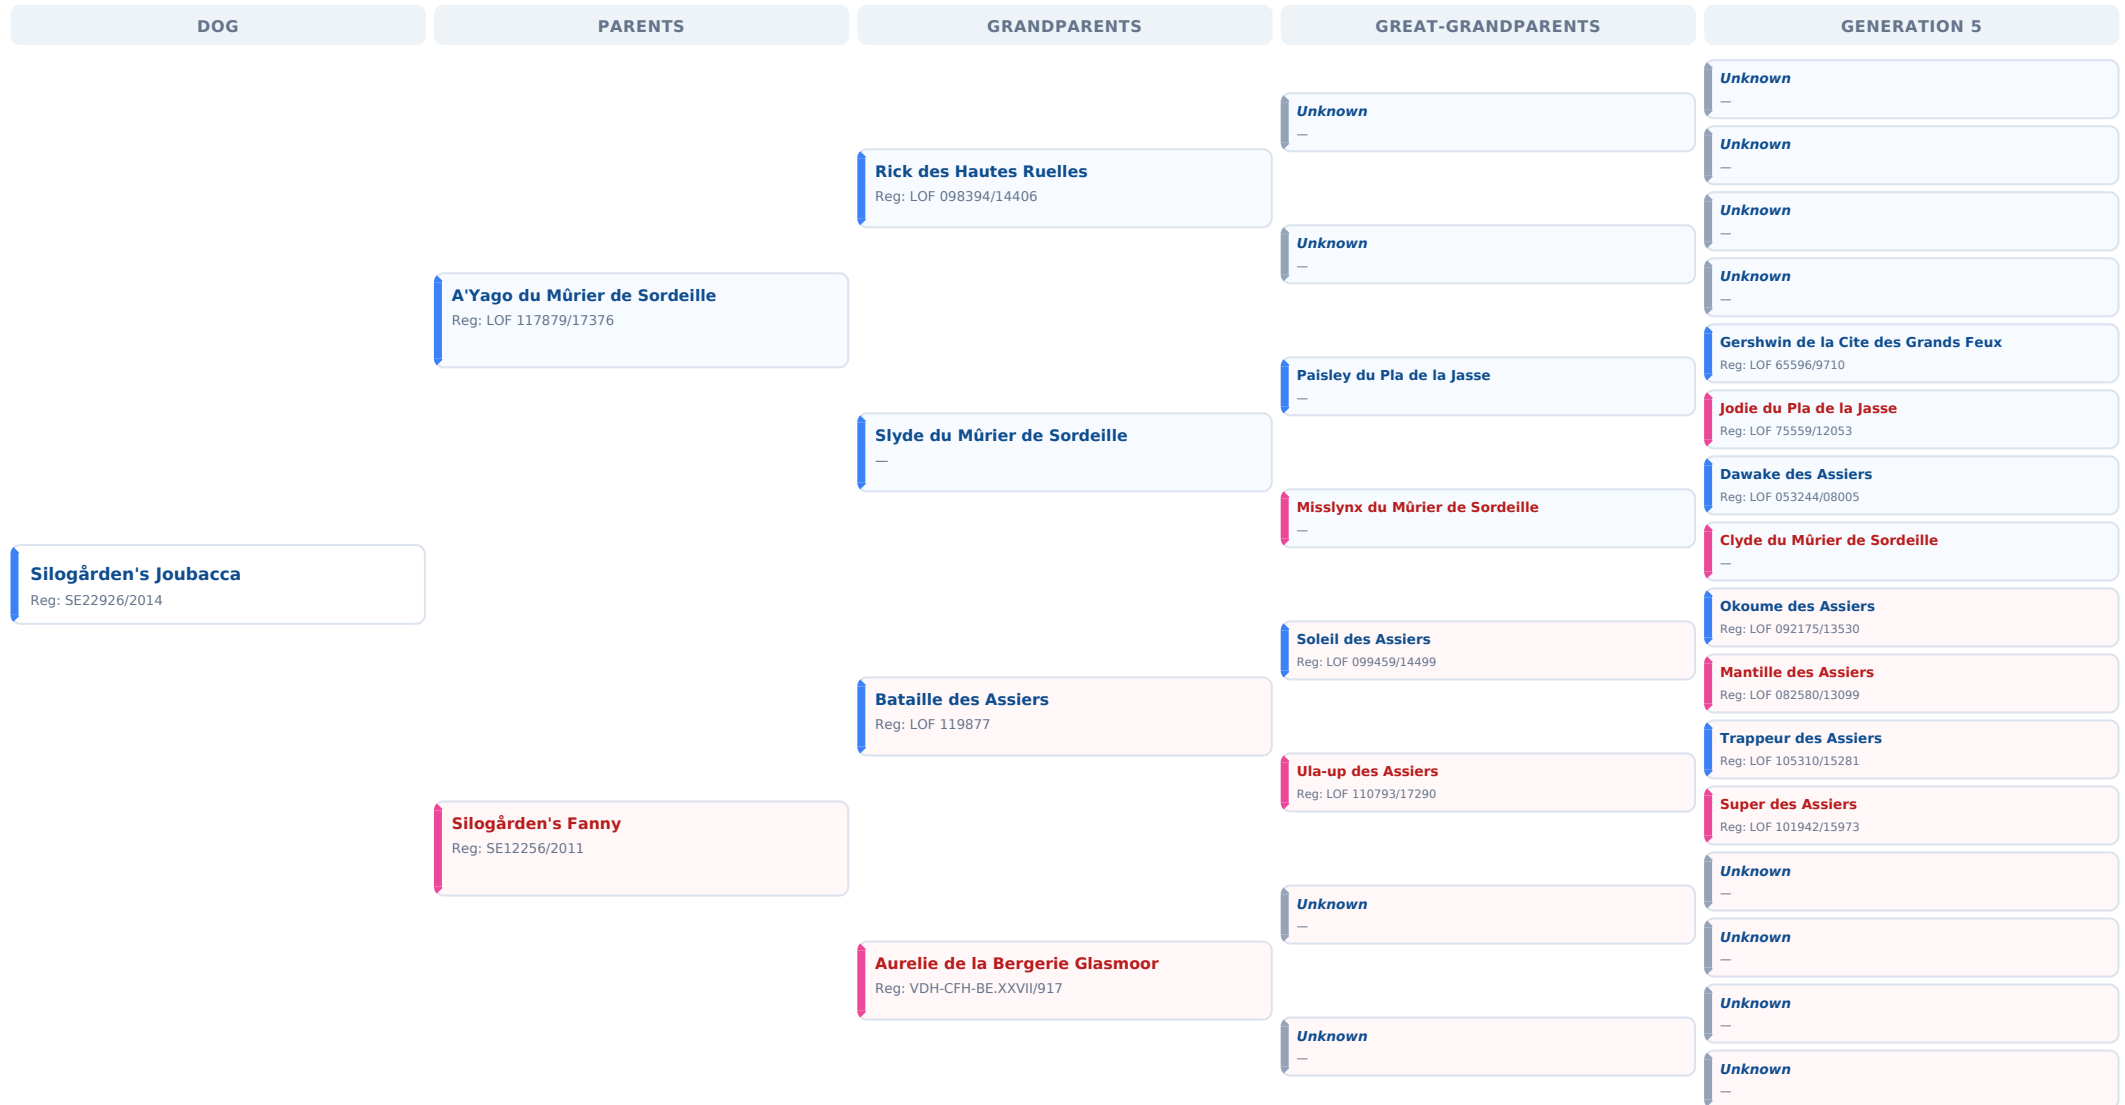 DOG
PARENTS
GRANDPARENTS
GREAT-GRANDPARENTS
GENERATION 5
Silogården's Joubacca
Reg: SE22926/2014
A'Yago du Mûrier de Sordeille
Reg: LOF 117879/17376
Silogården's Fanny
Reg: SE12256/2011
Rick des Hautes Ruelles
Reg: LOF 098394/14406
Slyde du Mûrier de Sordeille
—
Bataille des Assiers
Reg: LOF 119877
Aurelie de la Bergerie Glasmoor
Reg: VDH-CFH-BE.XXVII/917
Unknown
—
Unknown
—
Paisley du Pla de la Jasse
—
Misslynx du Mûrier de Sordeille
—
Soleil des Assiers
Reg: LOF 099459/14499
Ula-up des Assiers
Reg: LOF 110793/17290
Unknown
—
Unknown
—
Unknown
—
Unknown
—
Unknown
—
Unknown
—
Gershwin de la Cite des Grands Feux
Reg: LOF 65596/9710
Jodie du Pla de la Jasse
Reg: LOF 75559/12053
Dawake des Assiers
Reg: LOF 053244/08005
Clyde du Mûrier de Sordeille
—
Okoume des Assiers
Reg: LOF 092175/13530
Mantille des Assiers
Reg: LOF 082580/13099
Trappeur des Assiers
Reg: LOF 105310/15281
Super des Assiers
Reg: LOF 101942/15973
Unknown
—
Unknown
—
Unknown
—
Unknown
—